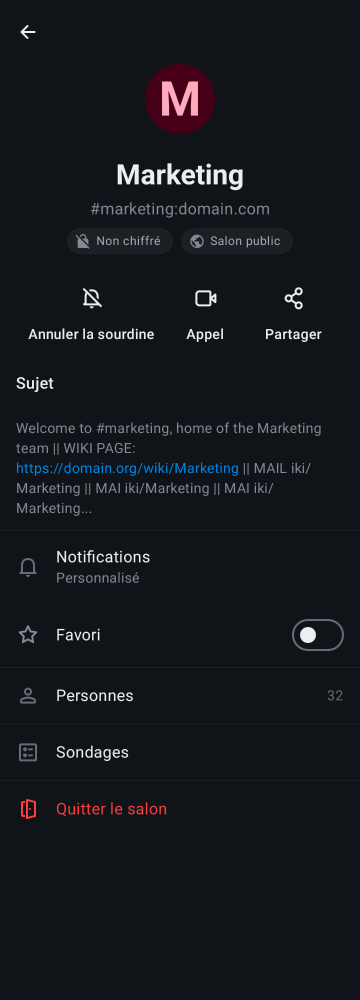 M
Marketing
#marketing:domain.com
Non chiffré
Salon public
Annuler la sourdine
Appel
Partager
Sujet
Welcome to #marketing, home of the Marketing
team || WIKI PAGE:
https://domain.org/wiki/Marketing || MAIL iki/
Marketing || MAI iki/Marketing || MAI iki/
Marketing...
Notifications
Personnalisé
Favori
Personnes 32
Sondages
Quitter le salon